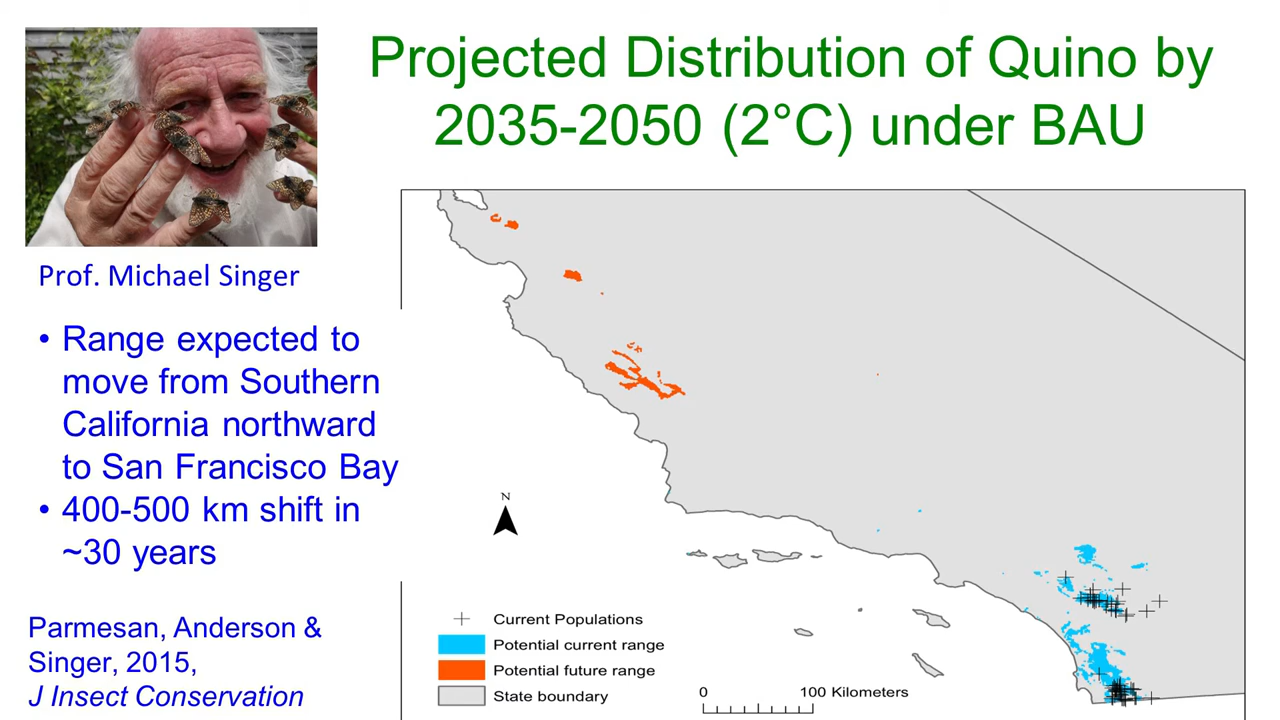 Projected Distribution of Quino by
2035-2050 (2°C) under BAU
Prof. Michael Singer
• Range expected to
move from Southern
California northward
to San Francisco Bay
• 400-500 km shift in
~30 years
Parmesan, Anderson &
Singer, 2015,
J Insect Conservation
N
Current Populations
Potential current range
Potential future range
State boundary
0 100 Kilometers